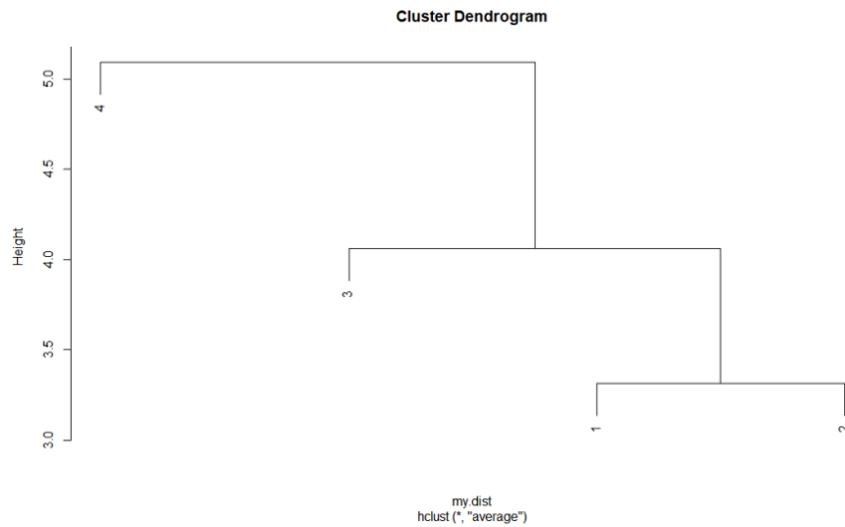 Cluster Dendrogram
Height
5.0
4.5
4.0
3.5
3.0
4
3
1
2
my.dist
hclust (*, "average")